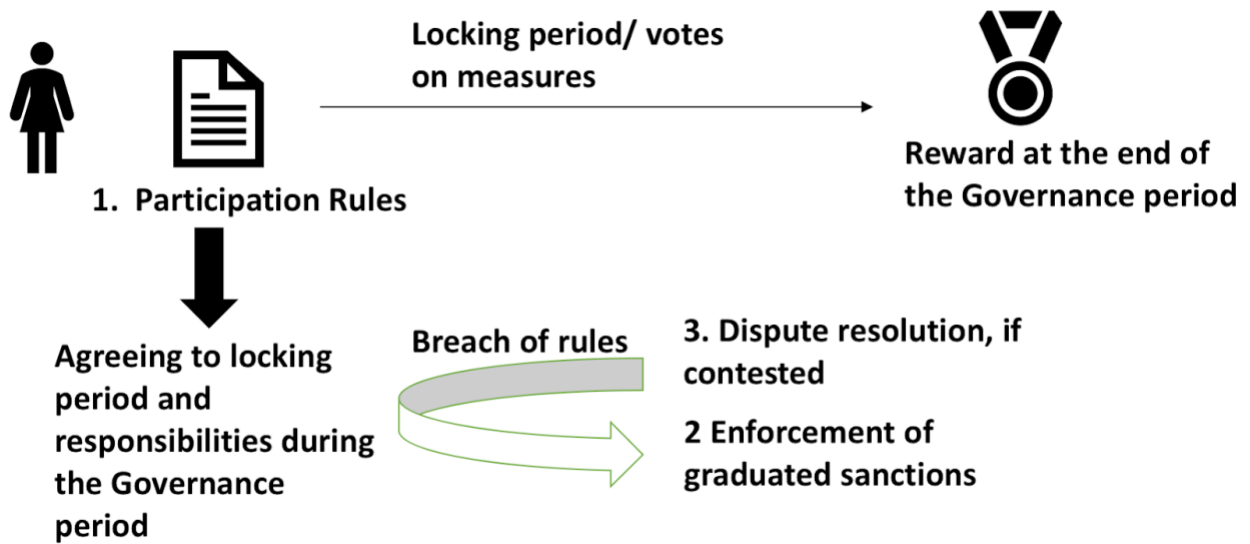 Locking period/ votes
on measures
Reward at the end of
the Governance period
1. Participation Rules
Agreeing to locking
period and
responsibilities during
the Governance
period
Breach of rules
3. Dispute resolution, if
contested
2 Enforcement of
graduated sanctions